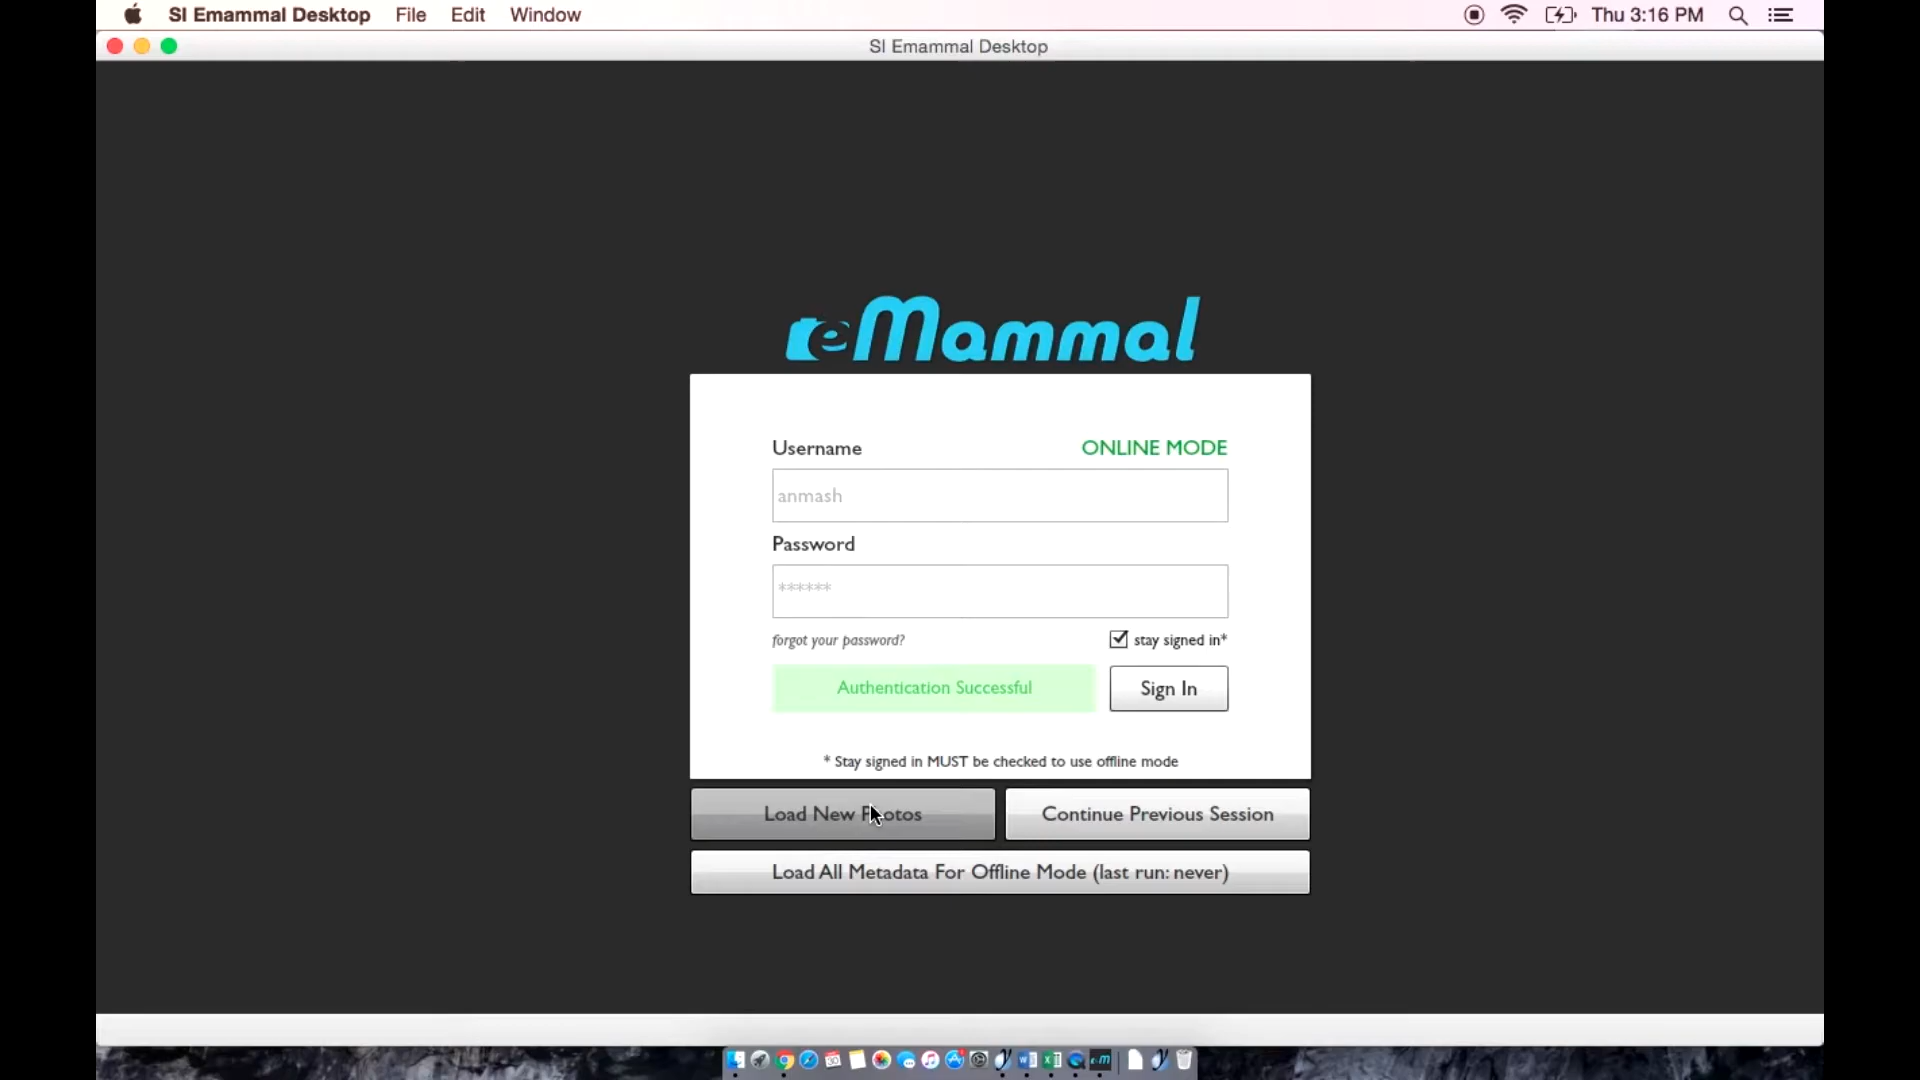 SI Emammal Desktop File Edit Window Thu 3:16 PM
SI Emammal Desktop
eMammal
Username ONLINE MODE
anmash
Password
******
forgot your password? stay signed in*
Authentication Successful Sign In
* Stay signed in MUST be checked to use offline mode
Load New Photos Continue Previous Session
Load All Metadata For Offline Mode (last run: never)